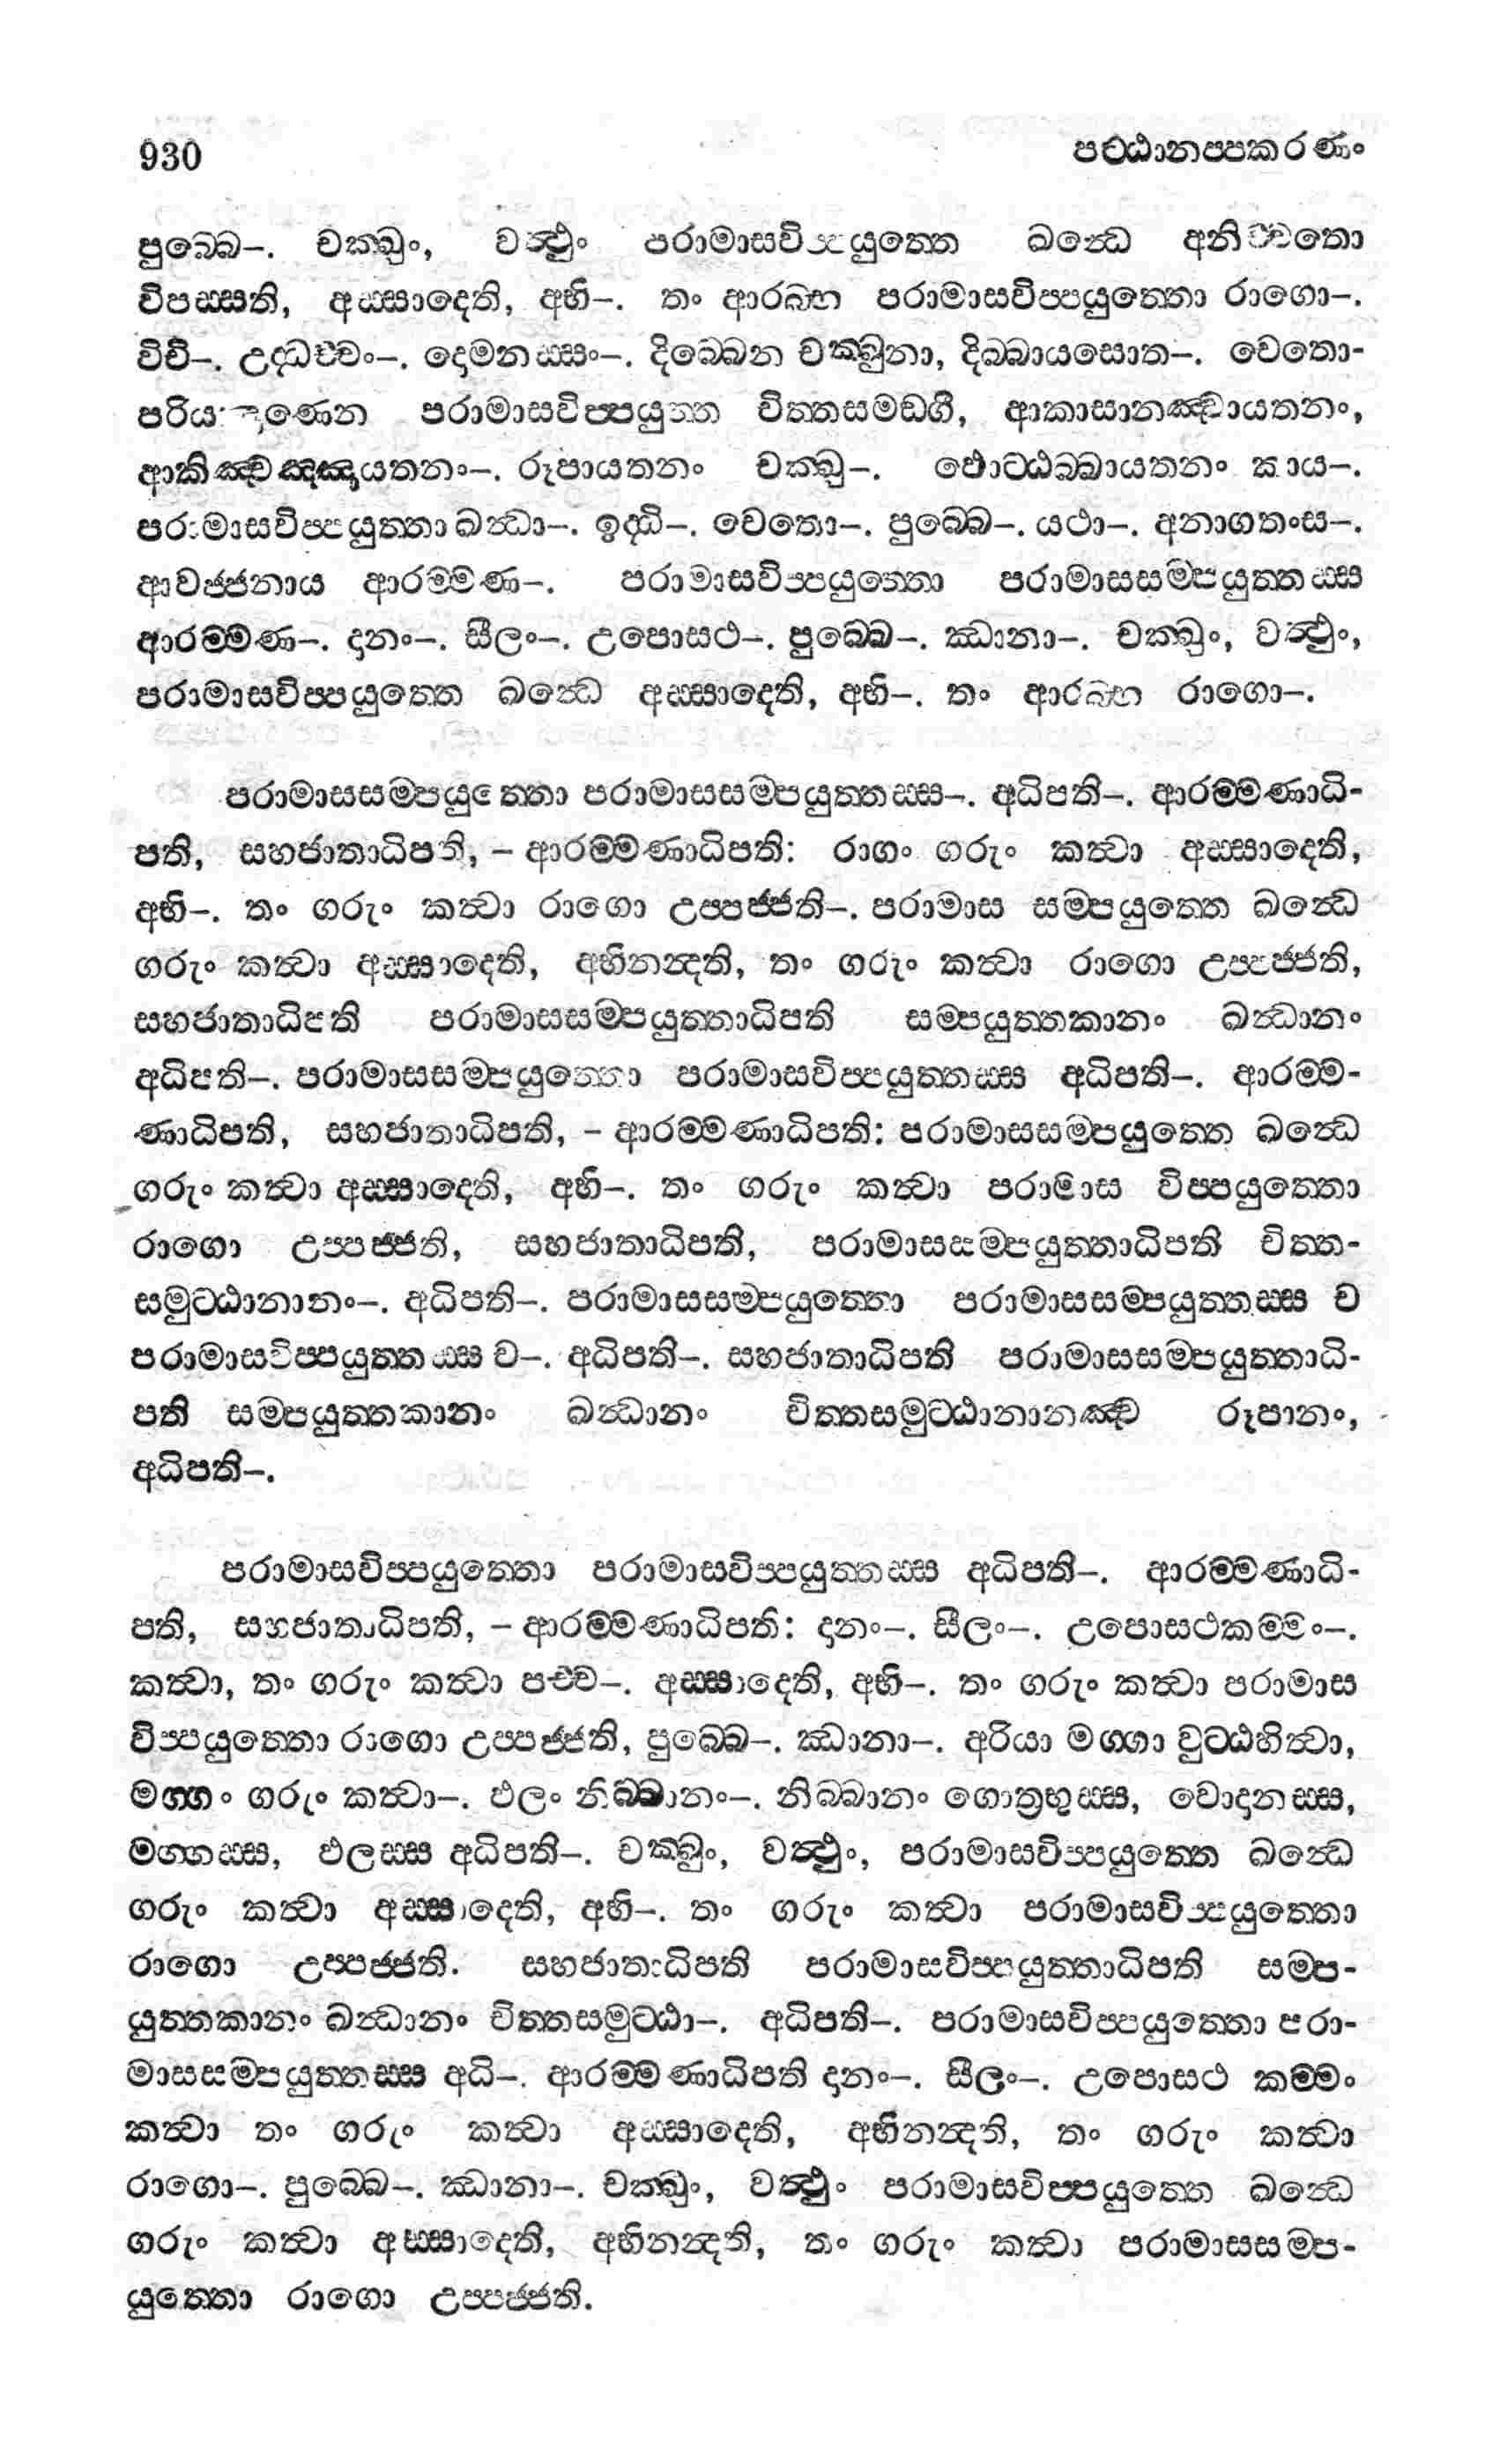 930 පට්ඨානප්පකරණං
පුබ්බෙ–. චක්ඛුං, වත්ථුං පරාමාසවිප්පයුත්තෙ ඛන්ධෙ අනිච්චතො
විපස්සති, අස්සාදෙති, අභි–. තං ආරබ්භ පරාමාසවිප්පයුත්තො රාගො–.
විචි–. උද්ධච්චං–. දොමනස්සං–. දිබ්බෙන චක්ඛුනා, දිබ්බායසොත–. චෙතො-
පරියඤාණෙන පරාමාසවිප්පයුත්ත චිත්තසමඞගී, ආකාසානඤ්චායතනං,
ආකිඤ්චඤ්ඤායතනං–. රූපායතනං චක්ඛු–. ඵොට්ඨබ්බායතනං කාය–.
පරාමාසවිප්පයුත්තා ඛන්ධා–. ඉද්ධි–. චෙතො–. පුබ්බෙ–. යථා–. අනාගතංස–.
ආවජ්ජනාය ආරම්මණ–. පරාමාසවිප්පයුත්තො පරාමාසසම්පයුත්තස්ස
ආරම්මණ–. දානං–. සීලං–. උපොසථ–. පුබ්බෙ–. ඣානා–. චක්ඛුං, වත්ථුං,
පරාමාසවිප්පයුත්තෙ ඛන්ධෙ අස්සාදෙති, අභි–. තං ආරබ්භ රාගො–.
පරාමාසසම්පයුත්තො පරාමාසසම්පයුත්තස්ස–. අධිපති–. ආරම්මණාධි-
පති, සහජාතාධිපති, – ආරම්මණාධිපති: රාගං ගරුං කත්වා අස්සාදෙති,
අභි–. තං ගරුං කත්වා රාගො උප්පජ්ජති–. පරාමාස සම්පයුත්තෙ ඛන්ධෙ
ගරුං කත්වා අස්සාදෙති, අභිනන්දති, තං ගරුං කත්වා රාගො උප්පජ්ජති,
සහජාතාධිපති පරාමාසසම්පයුත්තාධිපති සම්පයුත්තකානං ඛන්ධානං
අධිපති–. පරාමාසසම්පයුත්තො පරාමාසවිප්පයුත්තස්ස අධිපති–. ආරම්ම-
ණාධිපති, සහජාතාධිපති, – ආරම්මණාධිපති: පරාමාසසම්පයුත්තෙ ඛන්ධෙ
ගරුං කත්වා අස්සාදෙති, අභි–. තං ගරුං කත්වා පරාමාස විප්පයුත්තො
රාගො උප්පජ්ජති, සහජාතාධිපති, පරාමාසසම්පයුත්තාධිපති චිත්ත-
සමුට්ඨානානං–. අධිපති–. පරාමාසසම්පයුත්තො පරාමාසසම්පයුත්තස්ස ච
පරාමාසවිප්පයුත්තස්ස ච–. අධිපති–. සහජාතාධිපති පරාමාසසම්පයුත්තාධි-
පති සම්පයුත්තකානං ඛන්ධානං චිත්තසමුට්ඨානානඤ්ච රූපානං,
අධිපති–.
පරාමාසවිප්පයුත්තො පරාමාසවිප්පයුත්තස්ස අධිපති–. ආරම්මණාධි-
පති, සහජාතාධිපති, – ආරම්මණාධිපති: දානං–. සීලං–. උපොසථකම්මං–.
කත්වා, තං ගරුං කත්වා පච්ච–. අස්සාදෙති, අභි–. තං ගරුං කත්වා පරාමාස
විප්පයුත්තො රාගො උප්පජ්ජති, පුබ්බෙ–. ඣානා–. අරියා මග්ගා වුට්ඨහිත්වා,
මග්ගං ගරුං කත්වා–. ඵලං නිබ්බානං–. නිබ්බානං ගොත්‍රභුස්ස, වොදානස්ස,
මග්ගස්ස, ඵලස්ස අධිපති–. චක්ඛුං, වත්ථුං, පරාමාසවිප්පයුත්තෙ ඛන්ධෙ
ගරුං කත්වා අස්සාදෙති, අභි–. තං ගරුං කත්වා පරාමාසවිප්පයුත්තො
රාගො උප්පජ්ජති. සහජාතාධිපති පරාමාසවිප්පයුත්තාධිපති සම්ප-
යුත්තකානං ඛන්ධානං චිත්තසමුට්ඨා–. අධිපති–. පරාමාසවිප්පයුත්තො පරා-
මාසසම්පයුත්තස්ස අධි–. ආරම්මණාධිපති දානං–. සීලං–. උපොසථ කම්මං
කත්වා තං ගරුං කත්වා අස්සාදෙති, අභිනන්දති, තං ගරුං කත්වා
රාගො–. පුබ්බෙ–. ඣානා–. චක්ඛුං, වත්ථුං පරාමාසවිප්පයුත්තෙ ඛන්ධෙ
ගරුං කත්වා අස්සාදෙති, අභිනන්දති, තං ගරුං කත්වා පරාමාසසම්ප-
යුත්තො රාගො උප්පජ්ජති.